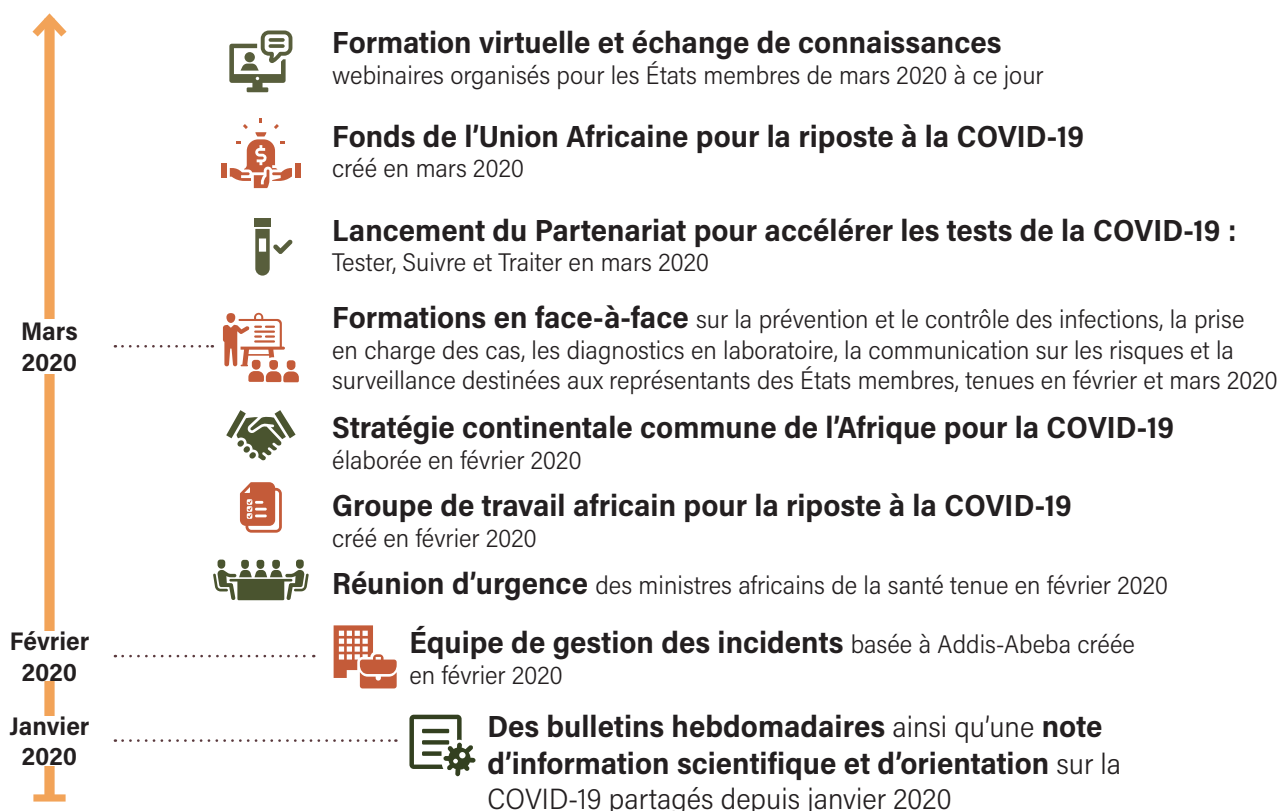 Formation virtuelle et échange de connaissances
webinaires organisés pour les États membres de mars 2020 à ce jour
Fonds de l'Union Africaine pour la riposte à la COVID-19
créé en mars 2020
Lancement du Partenariat pour accélérer les tests de la COVID-19 :
Tester, Suivre et Traiter en mars 2020
Mars
2020
Formations en face-à-face sur la prévention et le contrôle des infections, la prise
en charge des cas, les diagnostics en laboratoire, la communication sur les risques et la
surveillance destinées aux représentants des États membres, tenues en février et mars 2020
Stratégie continentale commune de l'Afrique pour la COVID-19
élaborée en février 2020
Groupe de travail africain pour la riposte à la COVID-19
créé en février 2020
Réunion d'urgence des ministres africains de la santé tenue en février 2020
Février
2020
Équipe de gestion des incidents basée à Addis-Abeba créée
en février 2020
Janvier
2020
Des bulletins hebdomadaires ainsi qu'une note
d'information scientifique et d'orientation sur la
COVID-19 partagés depuis janvier 2020